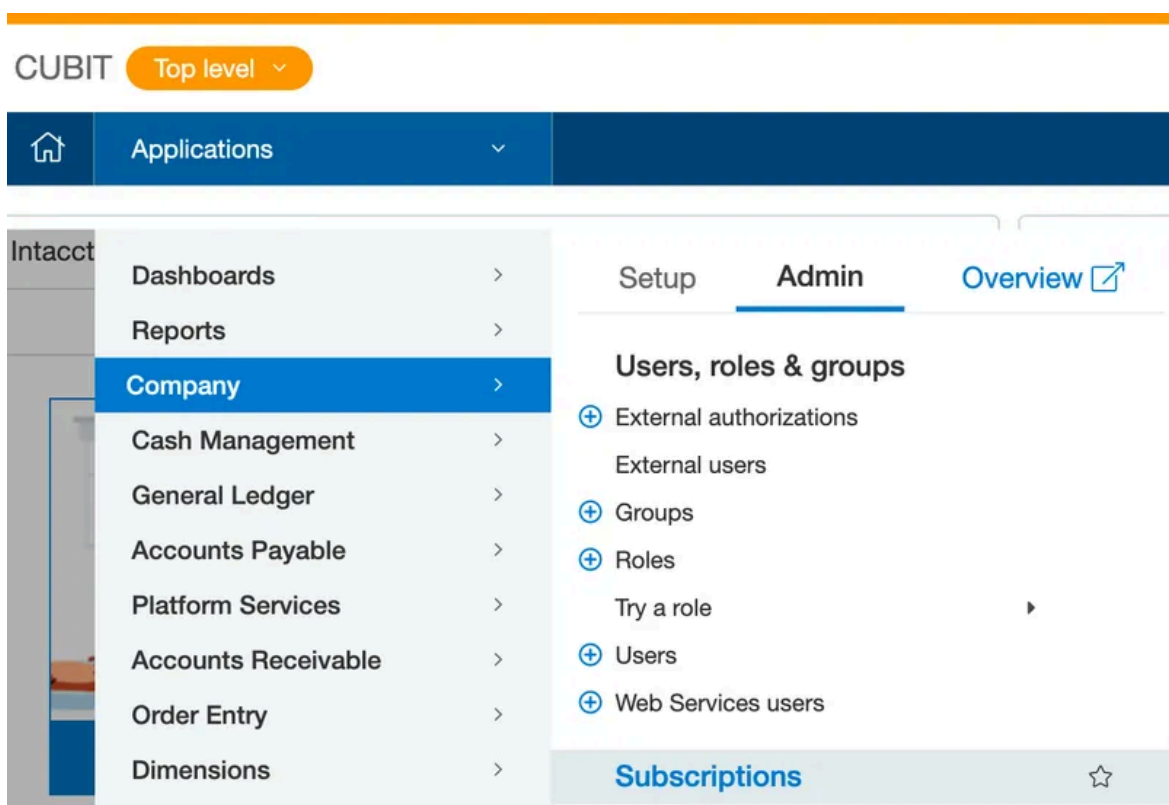 CUBIT Top level
Applications
Intacct
Dashboards
Reports
Company
Cash Management
General Ledger
Accounts Payable
Platform Services
Accounts Receivable
Order Entry
Dimensions
Setup Admin Overview
Users, roles & groups
External authorizations
External users
Groups
Roles
Try a role
Users
Web Services users
Subscriptions